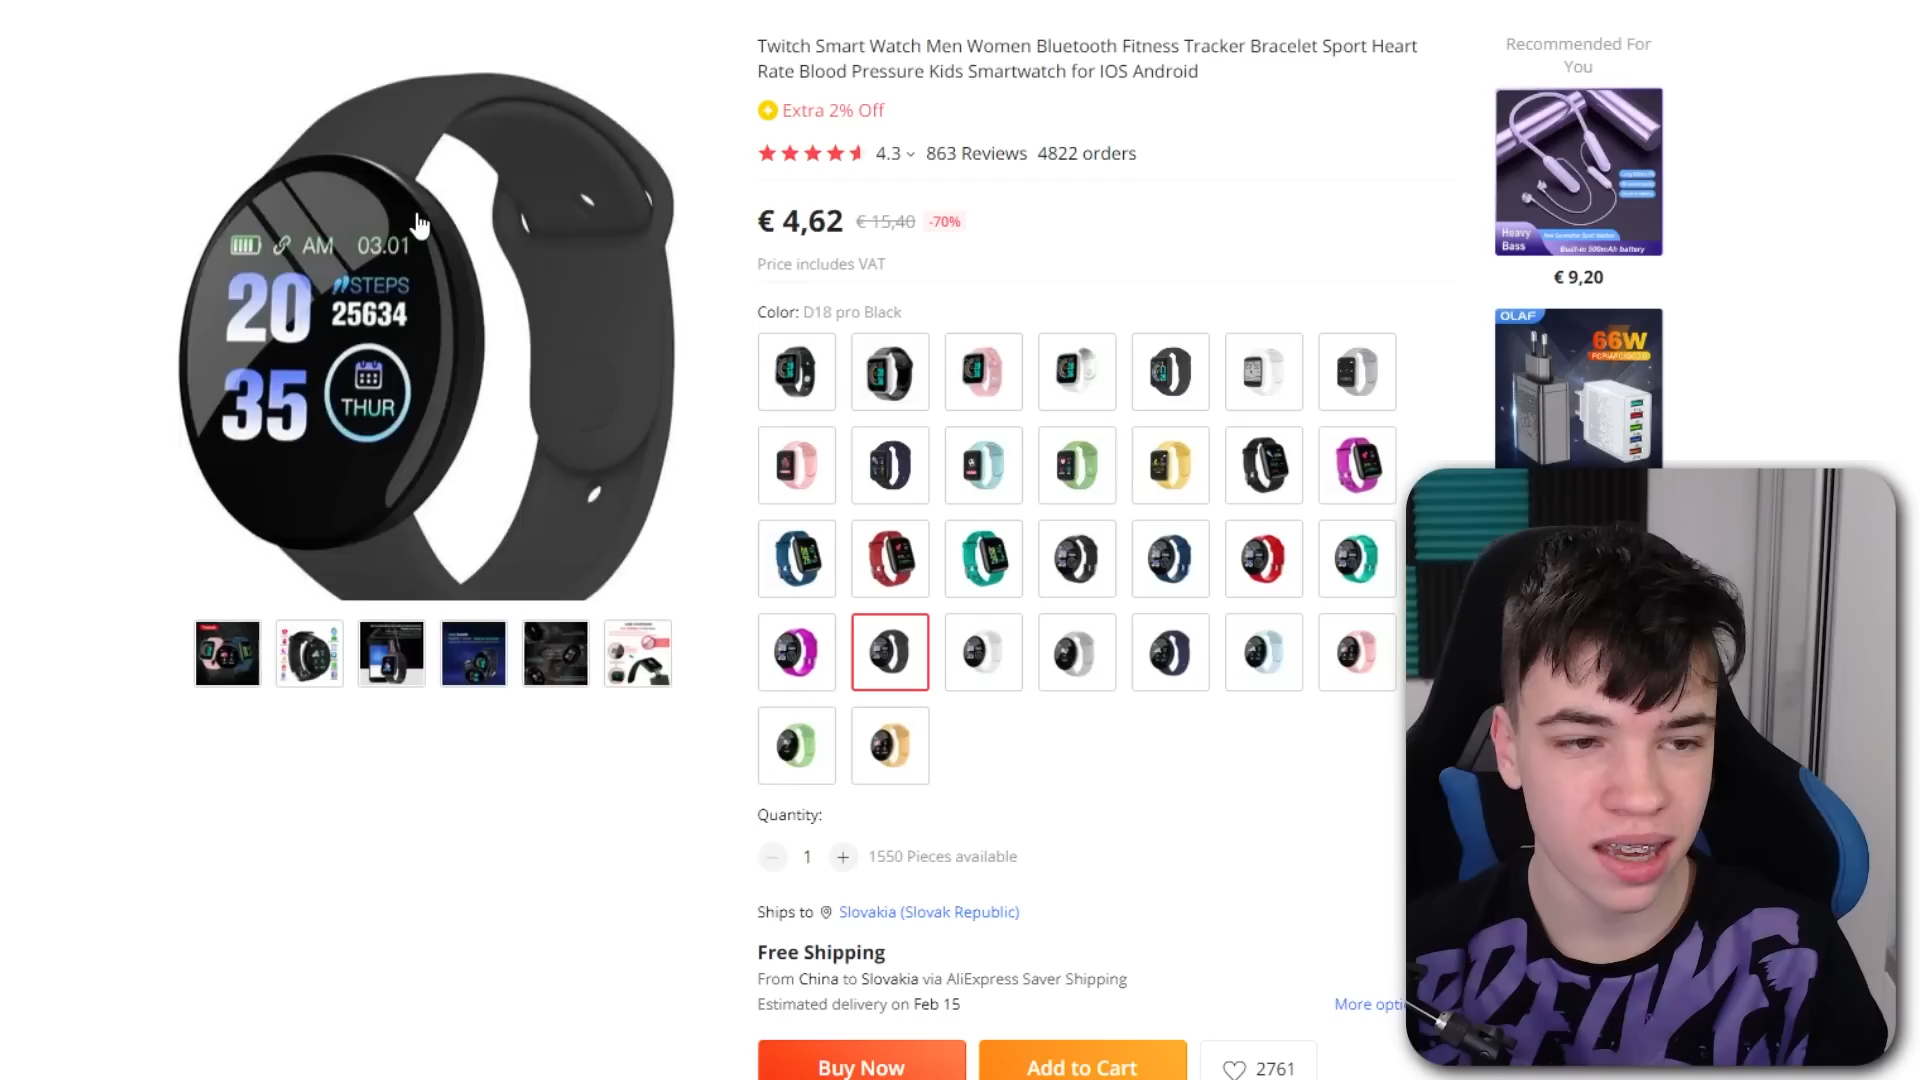 Twitch Smart Watch Men Women Bluetooth Fitness Tracker Bracelet Sport Heart
Rate Blood Pressure Kids Smartwatch for IOS Android
Extra 2% Off
4.3 863 Reviews 4822 orders
€ 4,62 € 15,40 -70%
Price includes VAT
Color: D18 pro Black
Quantity:
1 1550 Pieces available
Ships to Slovakia (Slovak Republic)
Free Shipping
From China to Slovakia via AliExpress Saver Shipping
Estimated delivery on Feb 15
More opti
Buy Now Add to Cart 2761
AM 03.01
20 STEPS
25634
35 THUR
Recommended For
You
Heavy
Bass
Built-in 500mAh battery
€ 9,20
OLAF
66W